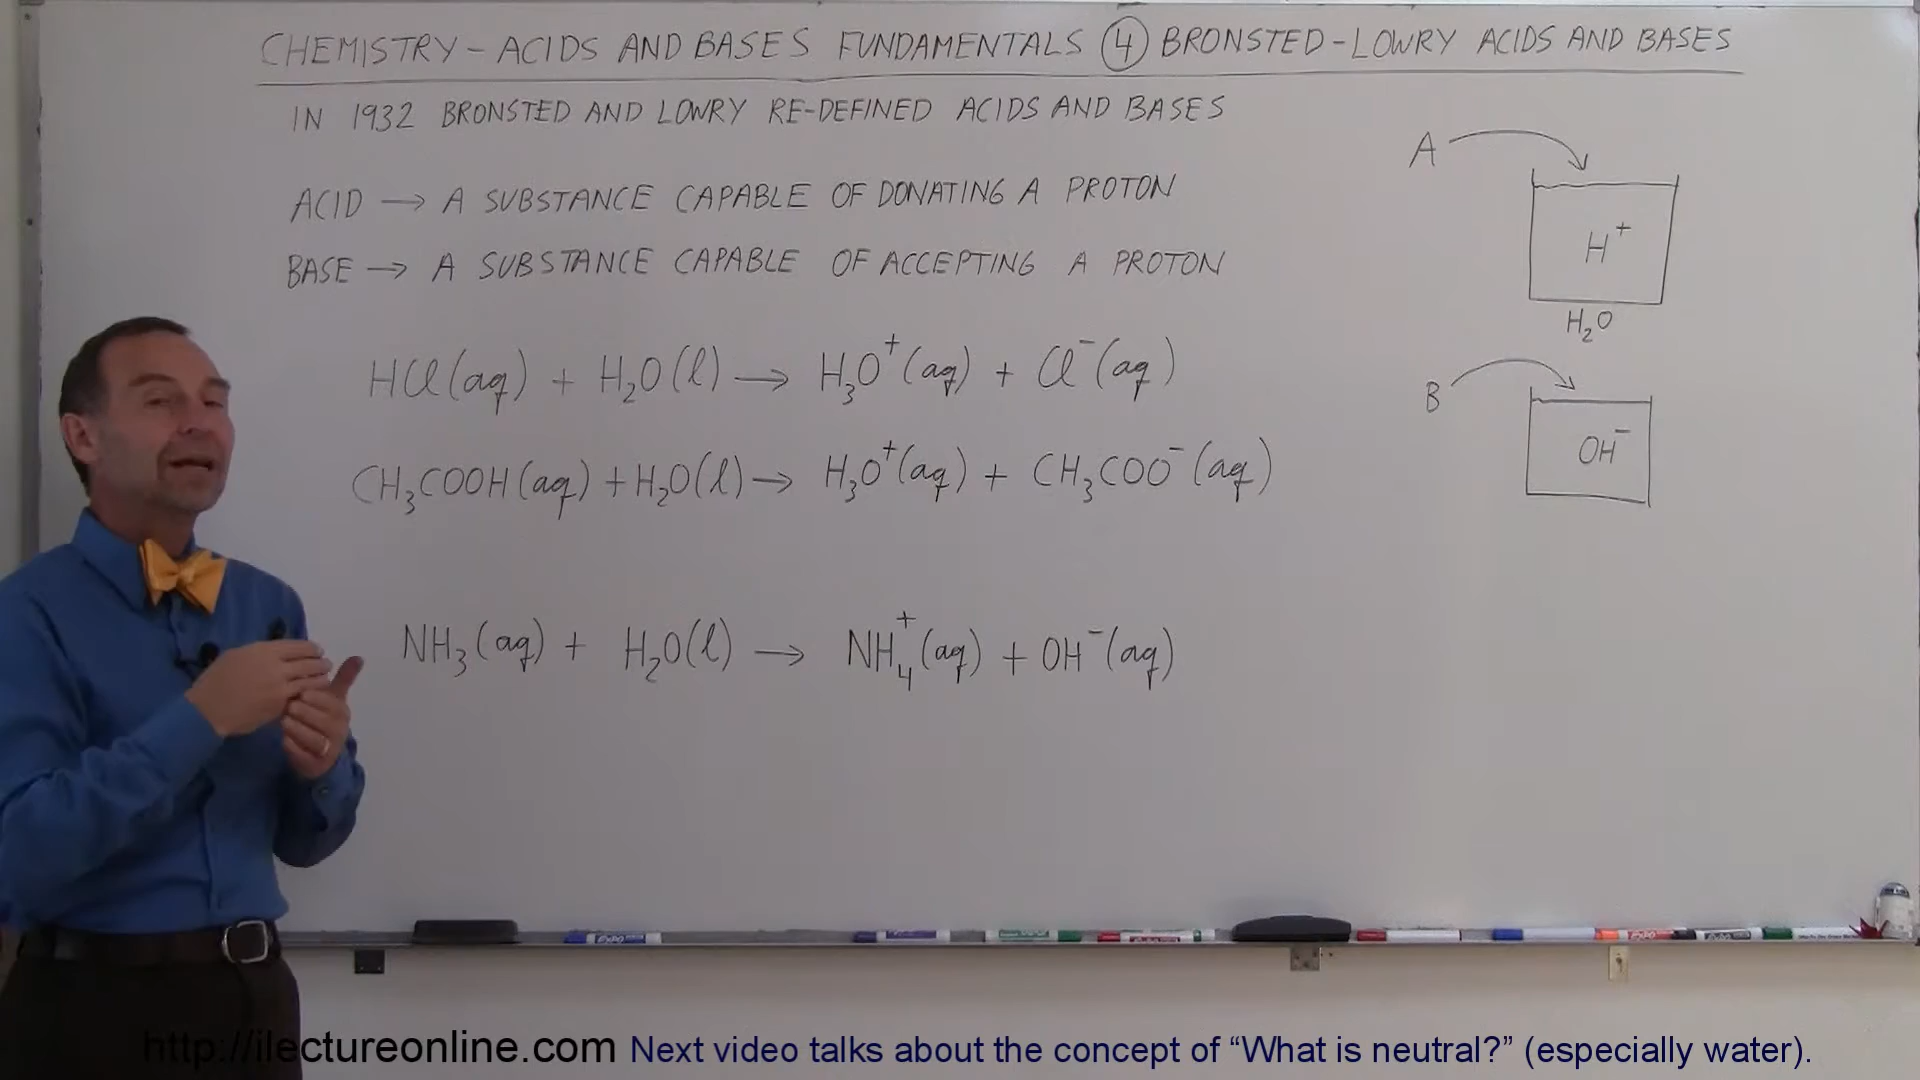 CHEMISTRY - ACIDS AND BASES FUNDAMENTALS ④ BRONSTED-LOWRY ACIDS AND BASES
IN 1932 BRONSTED AND LOWRY RE-DEFINED ACIDS AND BASES
ACID → A SUBSTANCE CAPABLE OF DONATING A PROTON
BASE → A SUBSTANCE CAPABLE OF ACCEPTING A PROTON
HCl(aq) + H₂O(l) → H₃O⁺(aq) + Cl⁻(aq)
CH₃COOH(aq) + H₂O(l) → H₃O⁺(aq) + CH₃COO⁻(aq)
NH₃(aq) + H₂O(l) → NH₄⁺(aq) + OH⁻(aq)
A
H⁺
H₂O
B
OH⁻
EXPO
http://ilectureonline.com Next video talks about the concept of “What is neutral?” (especially water).